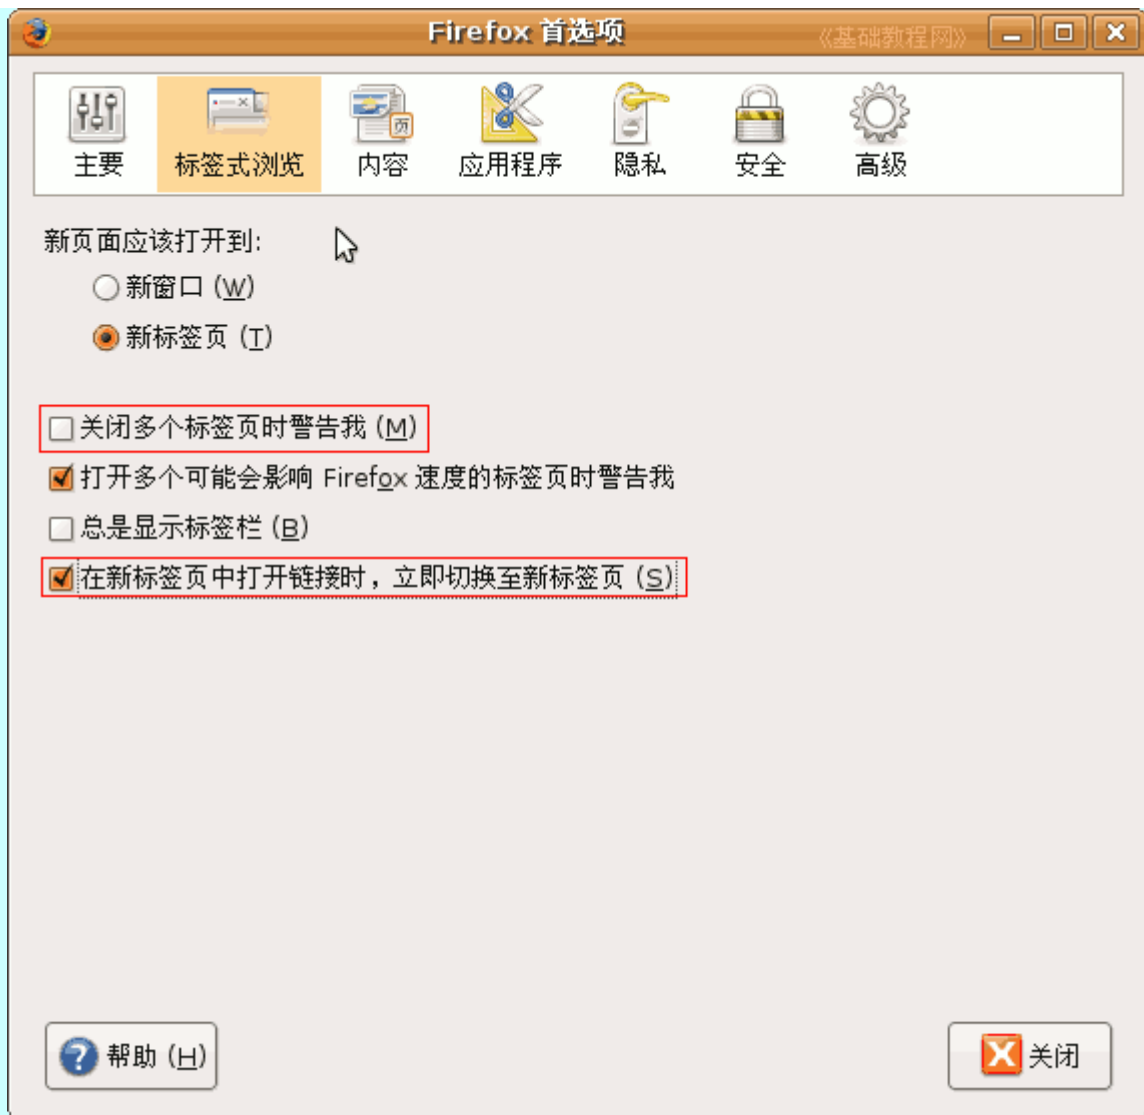 Firefox 首选项
《基础教程网》
主要 标签式浏览 内容 应用程序 隐私 安全 高级
页
新页面应该打开到:
新窗口 (W)
新标签页 (T)
关闭多个标签页时警告我 (M)
打开多个可能会影响 Firefox 速度的标签页时警告我
总是显示标签栏 (B)
在新标签页中打开链接时，立即切换至新标签页 (S)
帮助 (H) 关闭